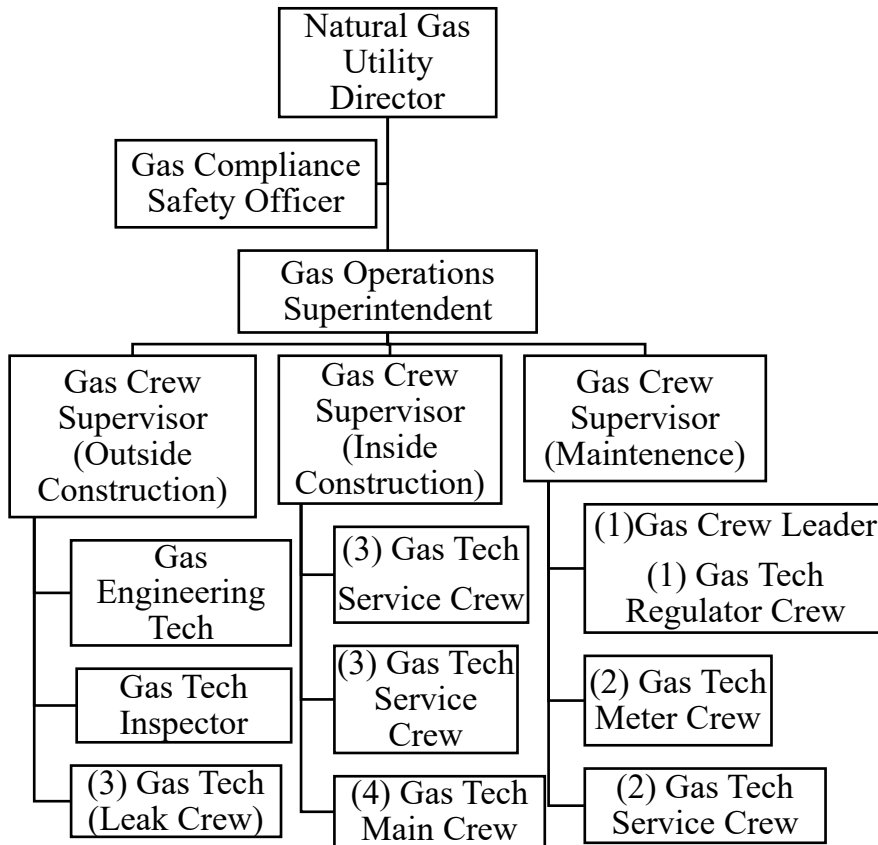 Natural Gas
Utility
Director
Gas Compliance
Safety Officer
Gas Operations
Superintendent
Gas Crew
Supervisor
(Outside
Construction)
Gas Crew
Supervisor
(Inside
Construction)
Gas Crew
Supervisor
(Maintenence)
Gas
Engineering
Tech
Gas Tech
Inspector
(3) Gas Tech
(Leak Crew)
(3) Gas Tech
Service Crew
(3) Gas Tech
Service
Crew
(4) Gas Tech
Main Crew
(1)Gas Crew Leader
(1) Gas Tech
Regulator Crew
(2) Gas Tech
Meter Crew
(2) Gas Tech
Service Crew